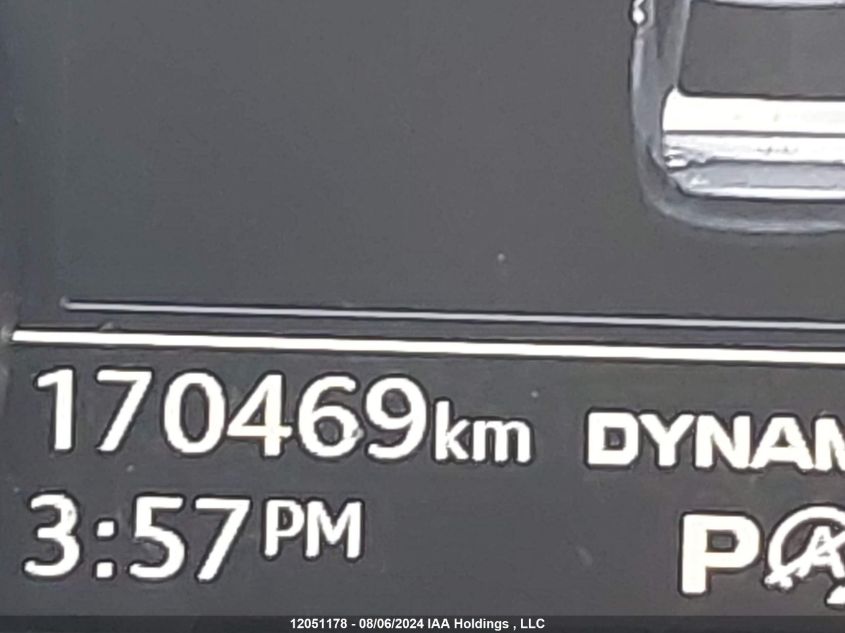 170469km DYNAM
3:57PM P A
12051178 - 08/06/2024 IAA Holdings , LLC